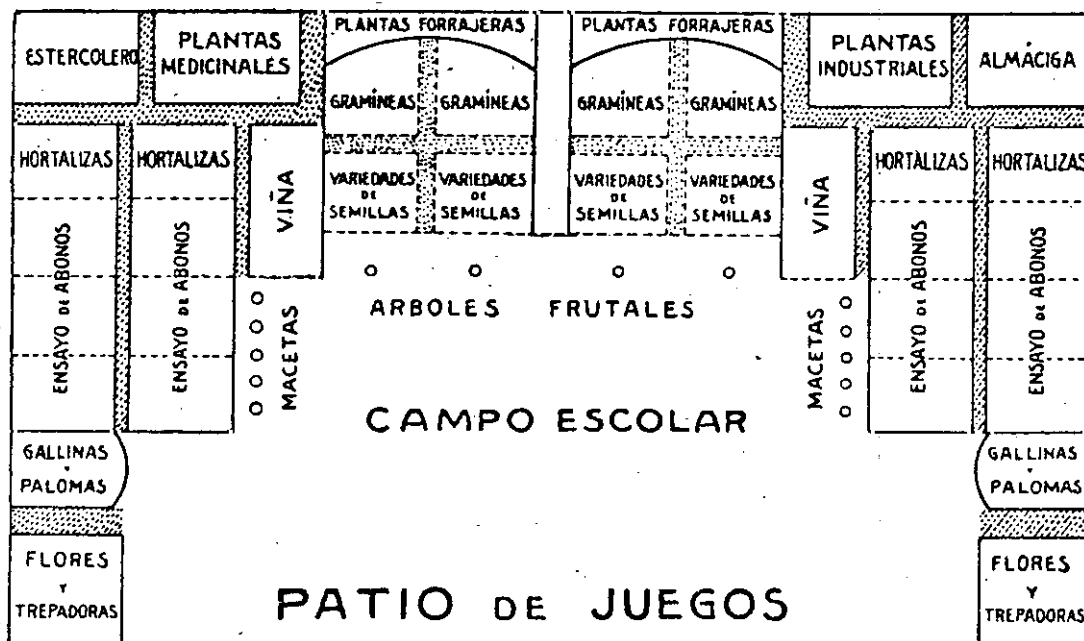 ESTERCOLERO
PLANTAS
MEDICINALES
PLANTAS FORRAJERAS
PLANTAS FORRAJERAS
PLANTAS
INDUSTRIALES
ALMÁCIGA
GRAMÍNEAS
GRAMÍNEAS
GRAMÍNEAS
GRAMÍNEAS
HORTALIZAS
HORTALIZAS
VIÑA
VARIEDADES
DE
SEMILLAS
VARIEDADES
DE
SEMILLAS
VARIEDADES
DE
SEMILLAS
VARIEDADES
DE
SEMILLAS
VIÑA
HORTALIZAS
HORTALIZAS
ENSAYO DE ABONOS
ENSAYO DE ABONOS
MACETAS
ARBOLES FRUTALES
MACETAS
ENSAYO DE ABONOS
ENSAYO DE ABONOS
CAMPO ESCOLAR
GALLINAS
Y
PALOMAS
GALLINAS
Y
PALOMAS
FLORES
Y
TREPADORAS
PATIO DE JUEGOS
FLORES
Y
TREPADORAS